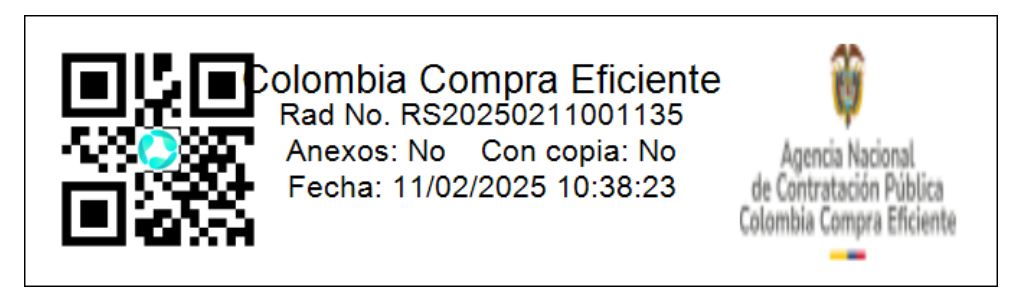 Colombia Compra Eficiente
Rad No. RS20250211001135
Anexos: No Con copia: No
Fecha: 11/02/2025 10:38:23
Agencia Nacional
de Contratación Pública
Colombia Compra Eficiente